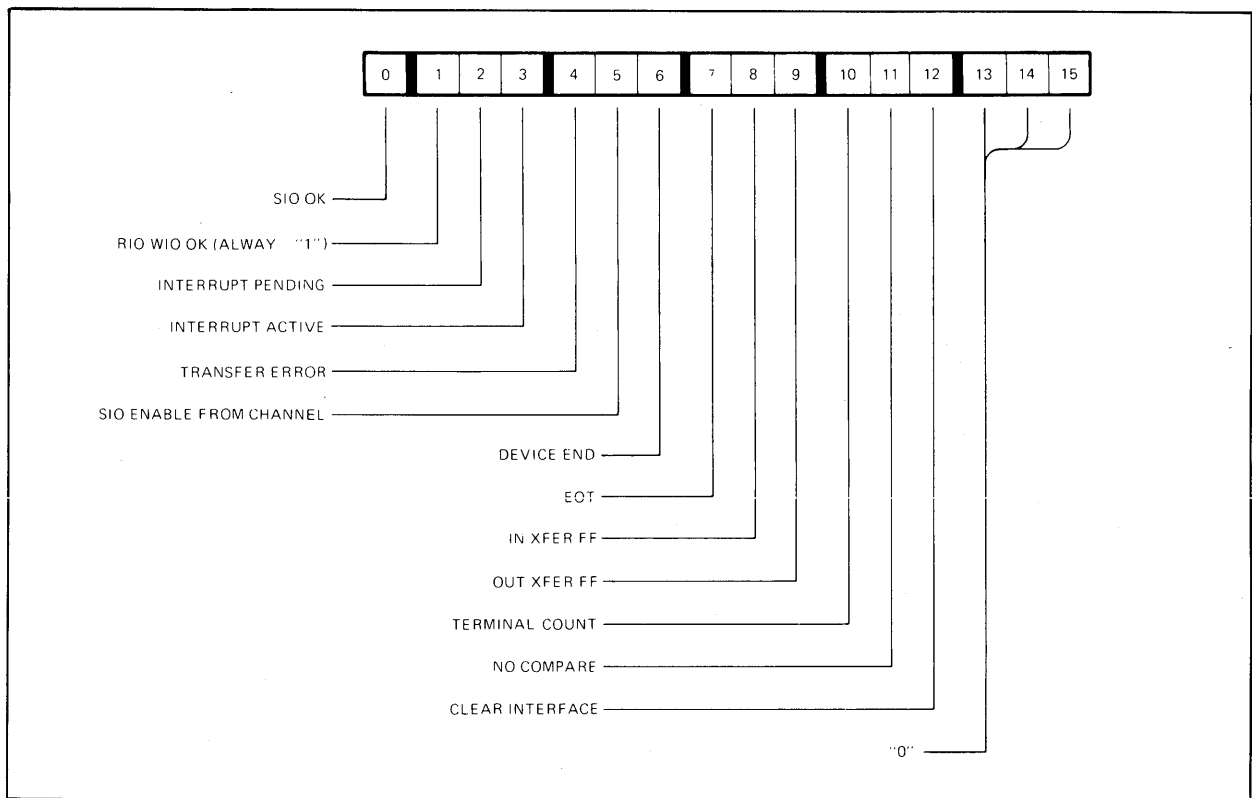 0 1 2 3 4 5 6 7 8 9 10 11 12 13 14 15
SIO OK
RIO WIO OK (ALWAY "1")
INTERRUPT PENDING
INTERRUPT ACTIVE
TRANSFER ERROR
SIO ENABLE FROM CHANNEL
DEVICE END
EOT
IN XFER FF
OUT XFER FF
TERMINAL COUNT
NO COMPARE
CLEAR INTERFACE
"0"